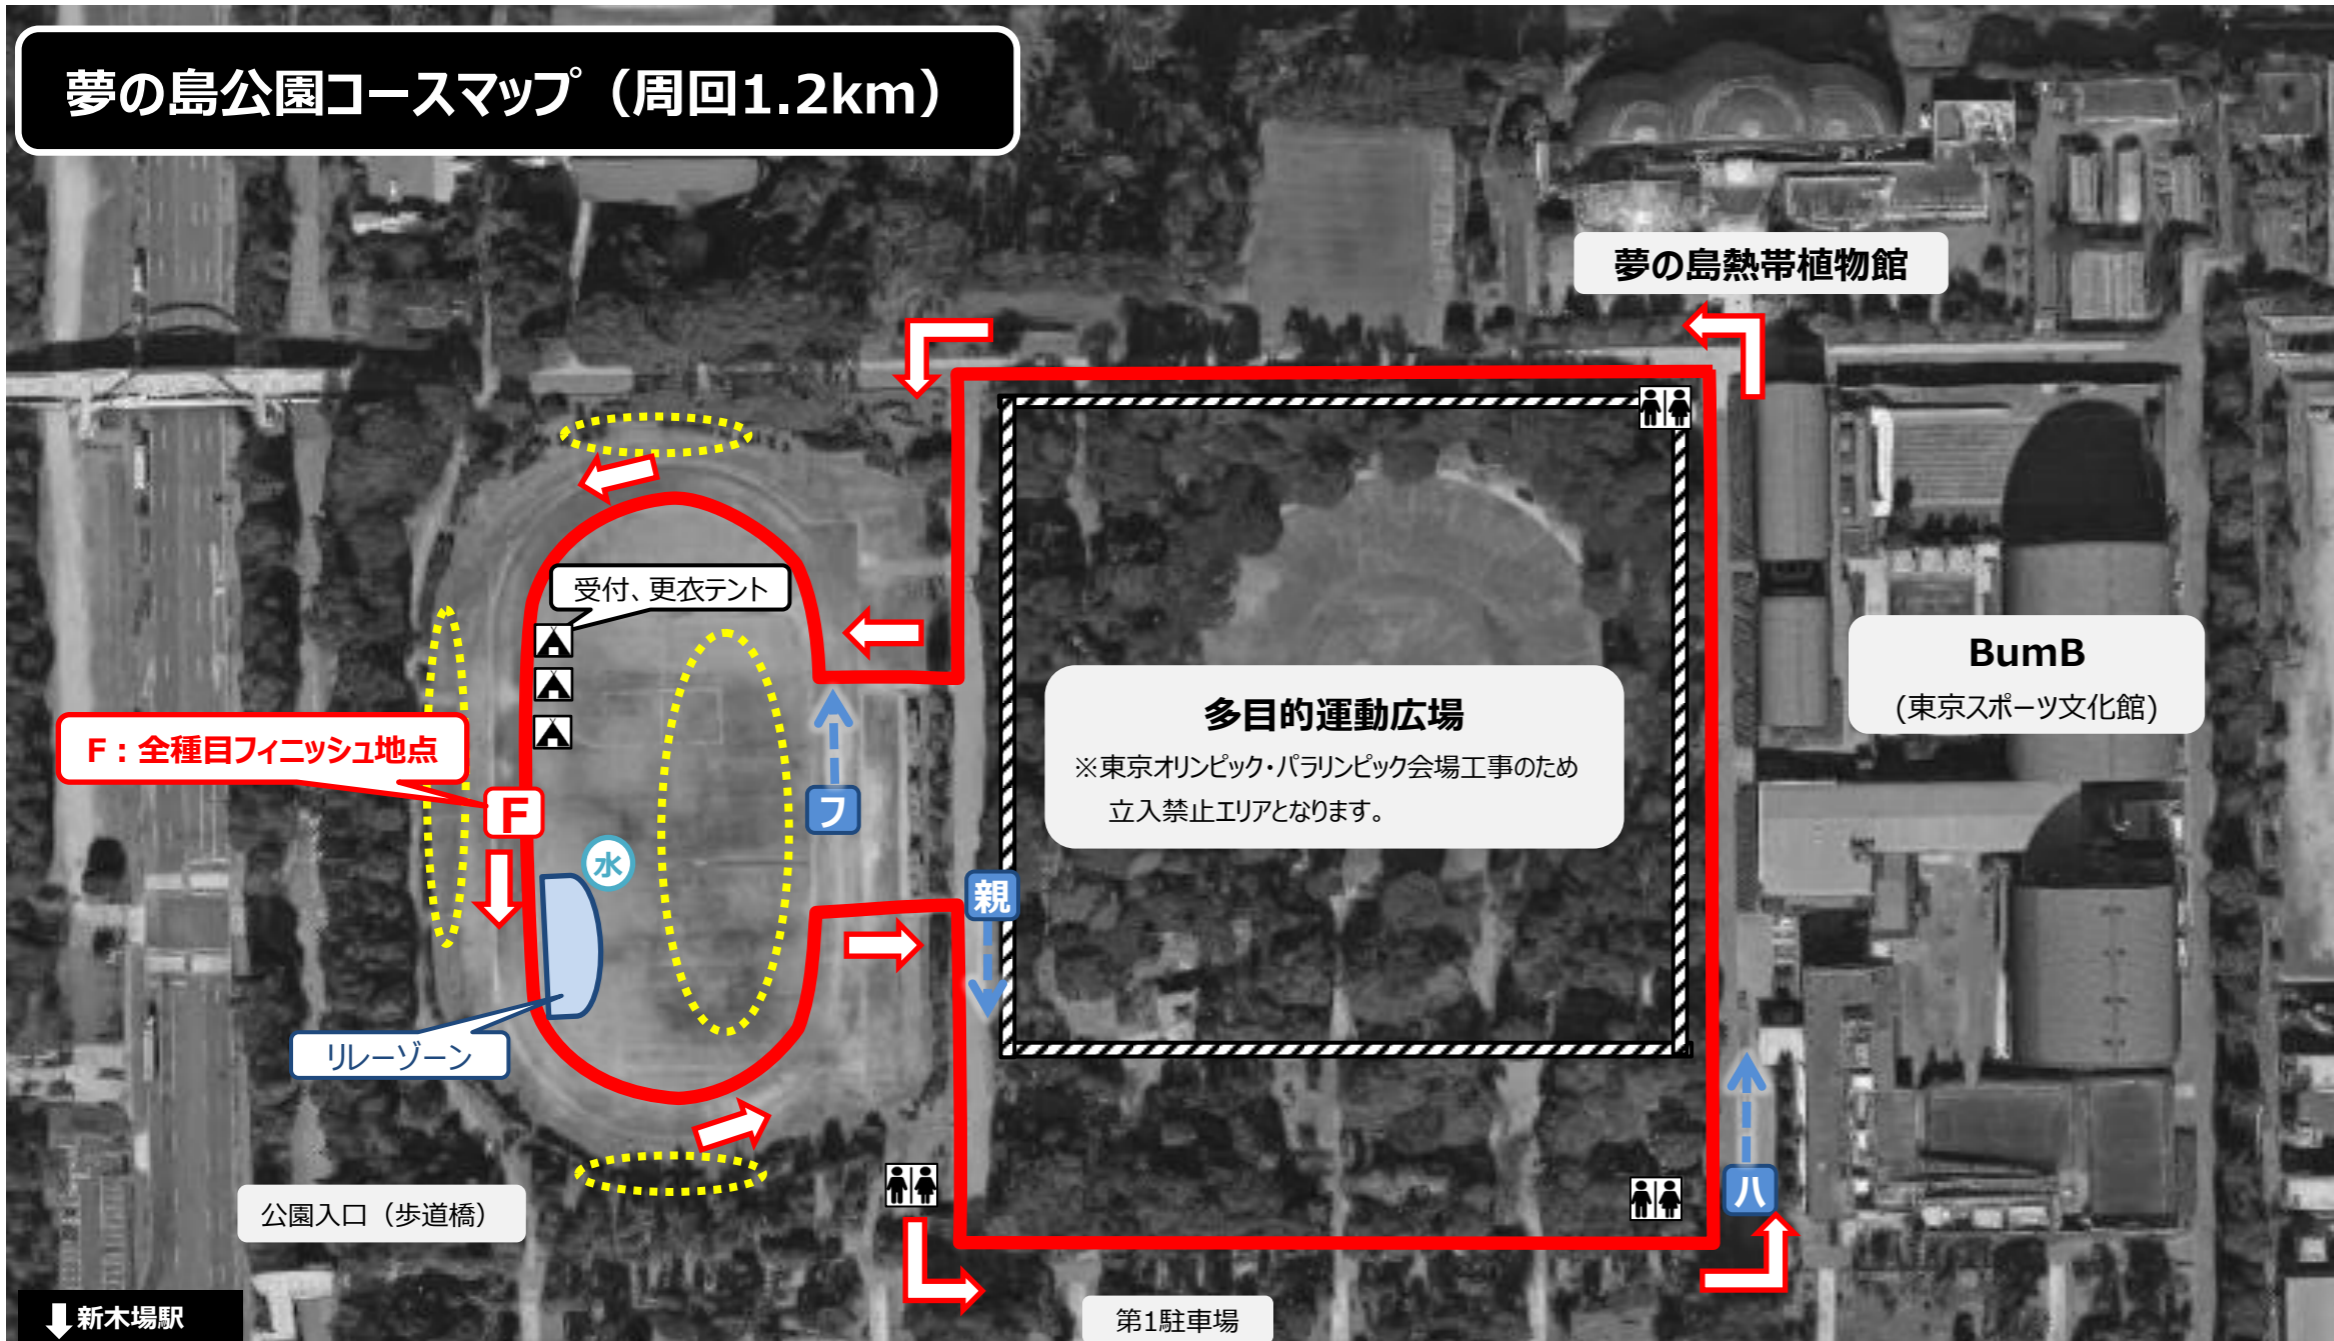 夢の島公園コースマップ（周回1.2km）
夢の島熱帯植物館
受付、更衣テント
BumB
(東京スポーツ文化館)
多目的運動広場
※東京オリンピック・パラリンピック会場工事のため
立入禁止エリアとなります。
F：全種目フィニッシュ地点
F
フ
水
親
リレーゾーン
ハ
公園入口（歩道橋）
新木場駅
第1駐車場